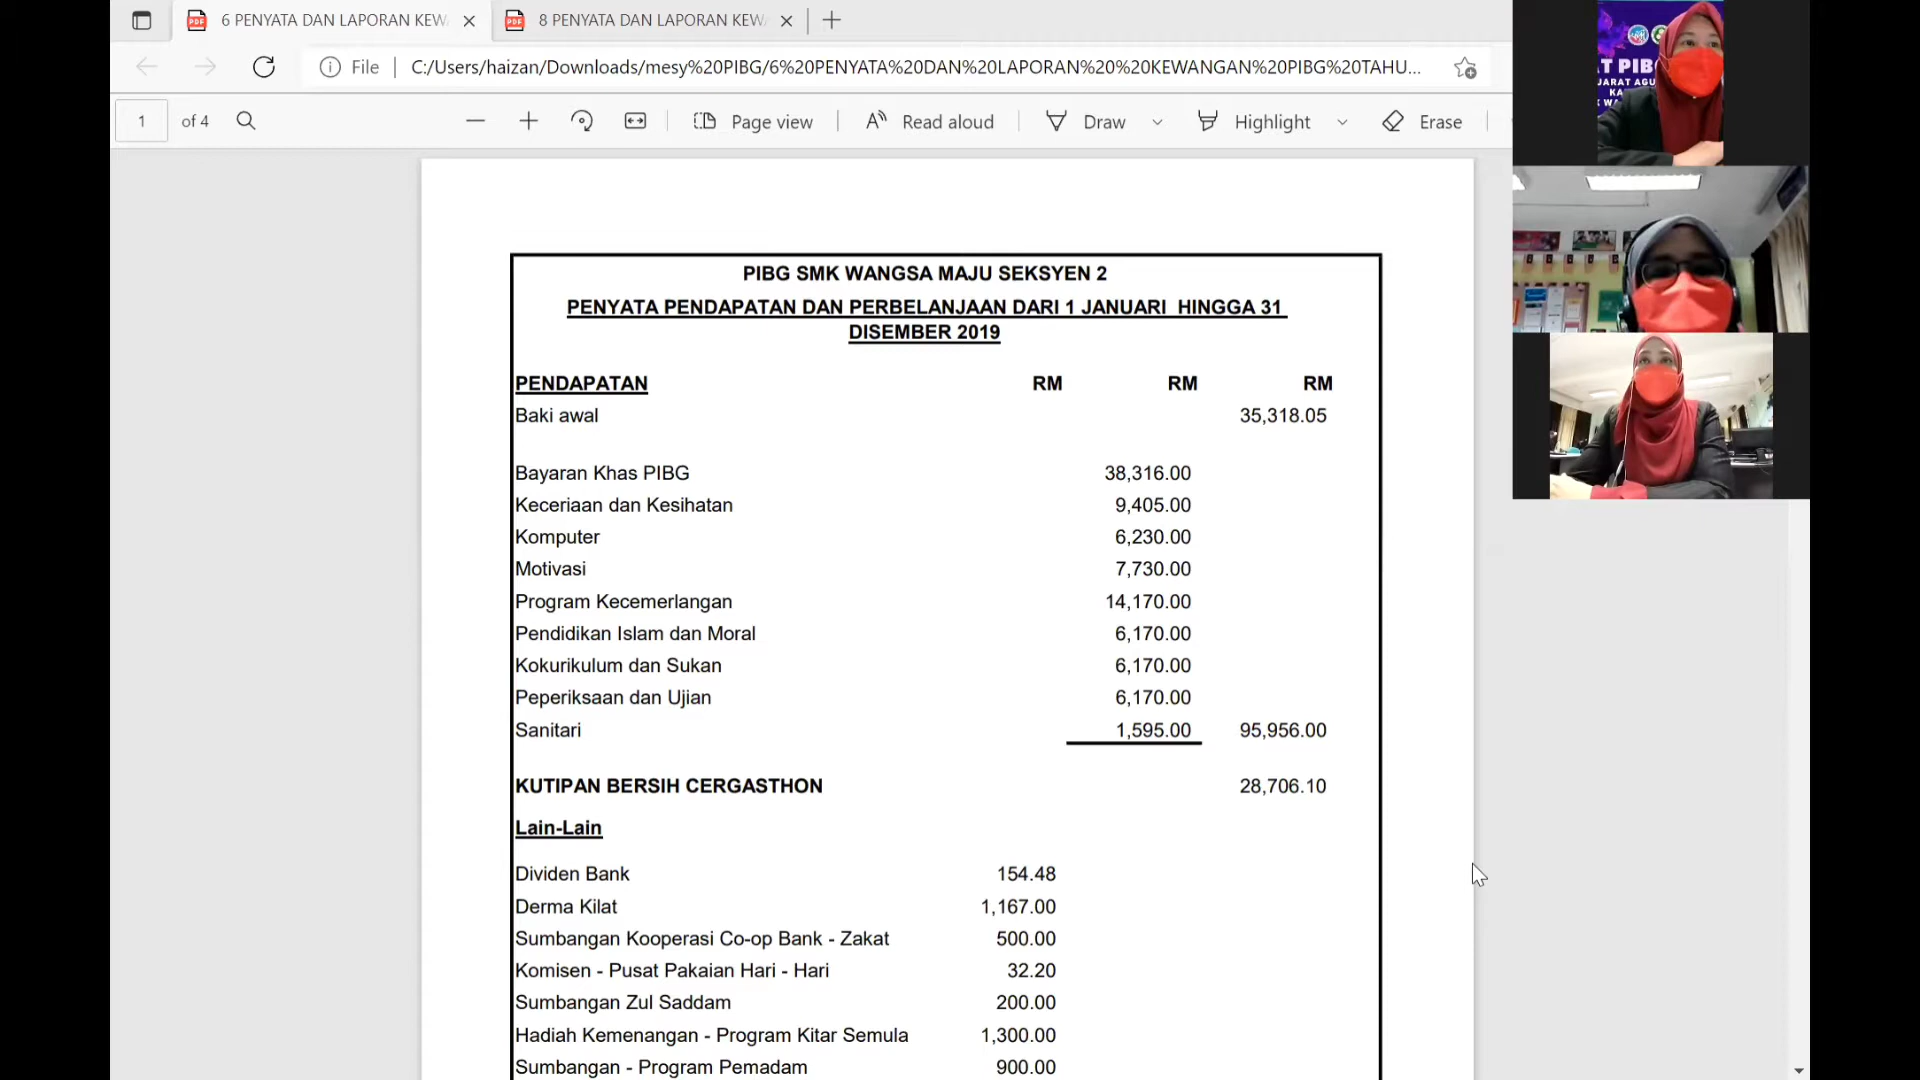 6 PENYATA DAN LAPORAN KEW
8 PENYATA DAN LAPORAN KEW
File
C:/Users/haizan/Downloads/mesy%20PIBG/6%20PENYATA%20DAN%20LAPORAN%20%20KEWANGAN%20PIBG%20TAHU...
1 of 4
Page view
Read aloud
Draw
Highlight
Erase
PIBG SMK WANGSA MAJU SEKSYEN 2
PENYATA PENDAPATAN DAN PERBELANJAAN DARI 1 JANUARI HINGGA 31
DISEMBER 2019
PENDAPATAN RM RM RM
Baki awal 35,318.05
Bayaran Khas PIBG 38,316.00
Keceriaan dan Kesihatan 9,405.00
Komputer 6,230.00
Motivasi 7,730.00
Program Kecemerlangan 14,170.00
Pendidikan Islam dan Moral 6,170.00
Kokurikulum dan Sukan 6,170.00
Peperiksaan dan Ujian 6,170.00
Sanitari 1,595.00 95,956.00
KUTIPAN BERSIH CERGASTHON 28,706.10
Lain-Lain
Dividen Bank 154.48
Derma Kilat 1,167.00
Sumbangan Kooperasi Co-op Bank - Zakat 500.00
Komisen - Pusat Pakaian Hari - Hari 32.20
Sumbangan Zul Saddam 200.00
Hadiah Kemenangan - Program Kitar Semula 1,300.00
Sumbangan - Program Pemadam 900.00